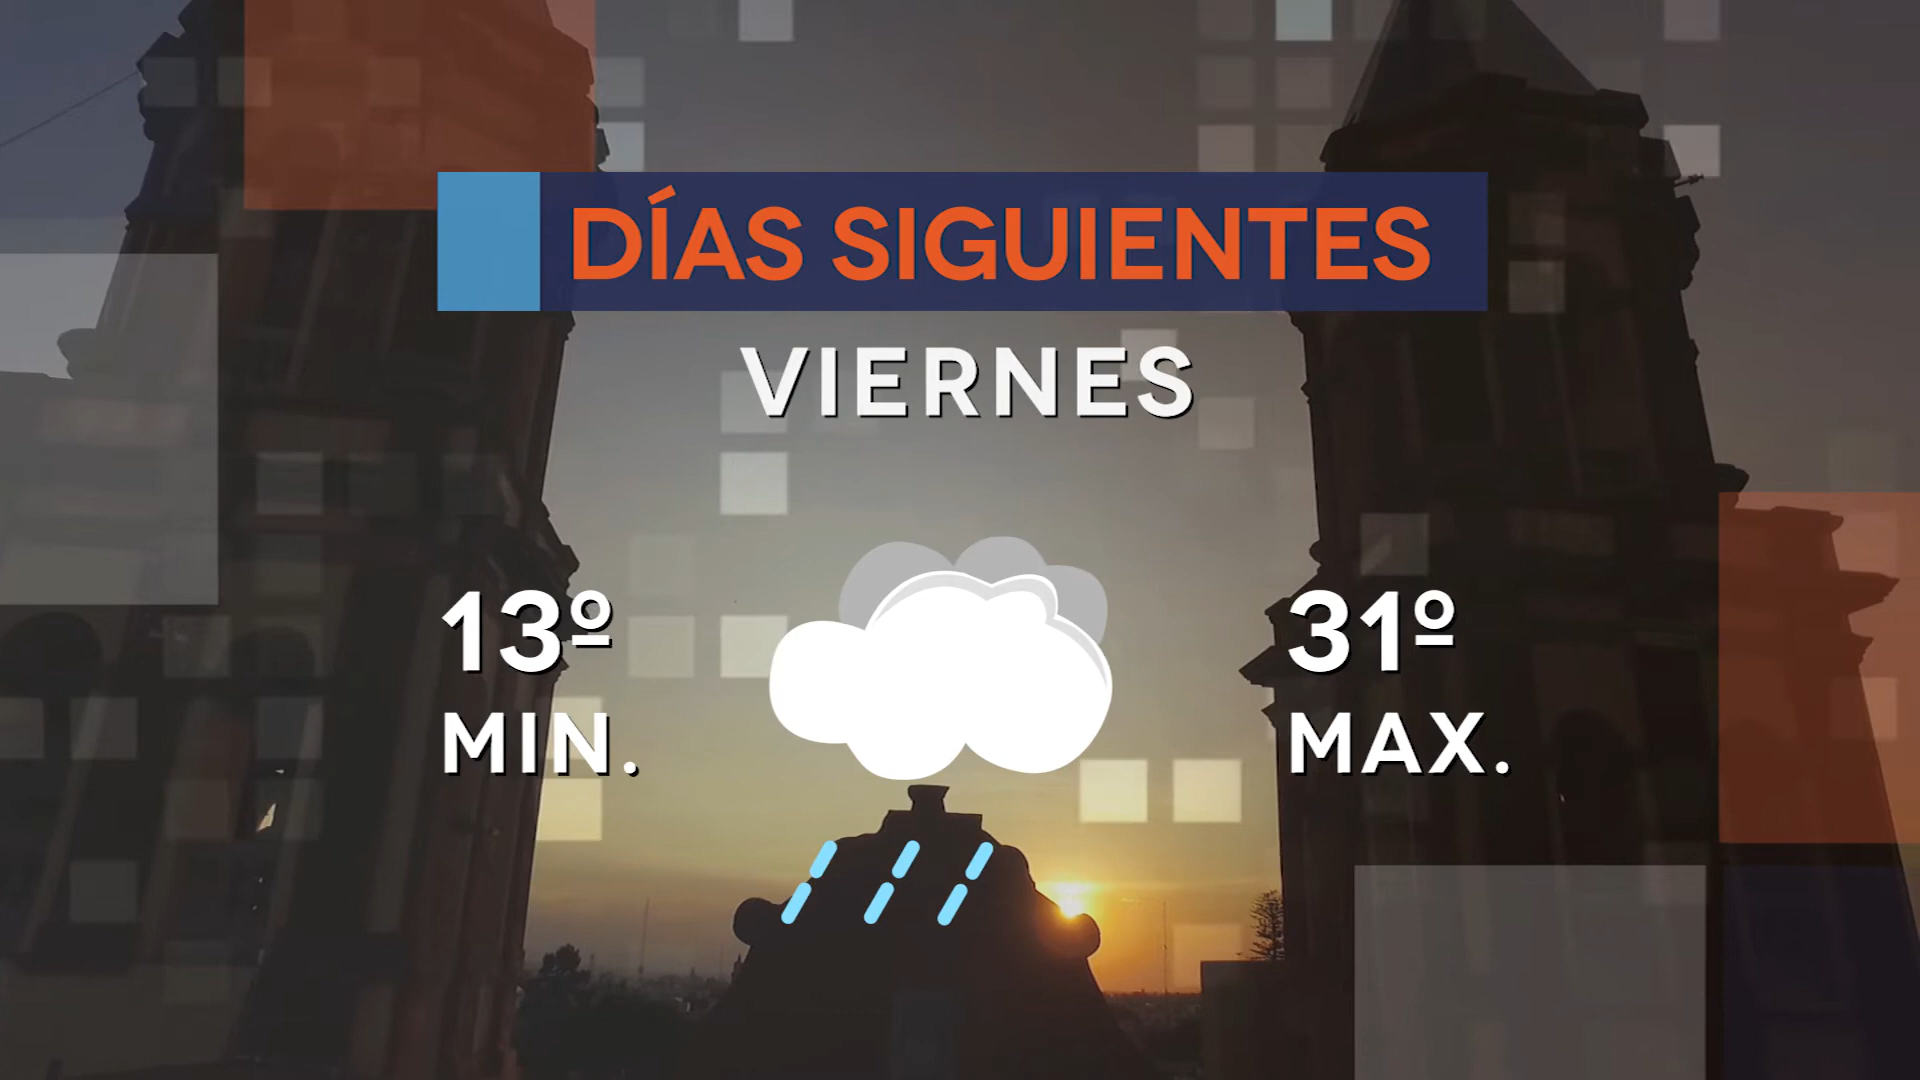 DÍAS SIGUIENTES
VIERNES
13º
MIN.
31º
MAX.